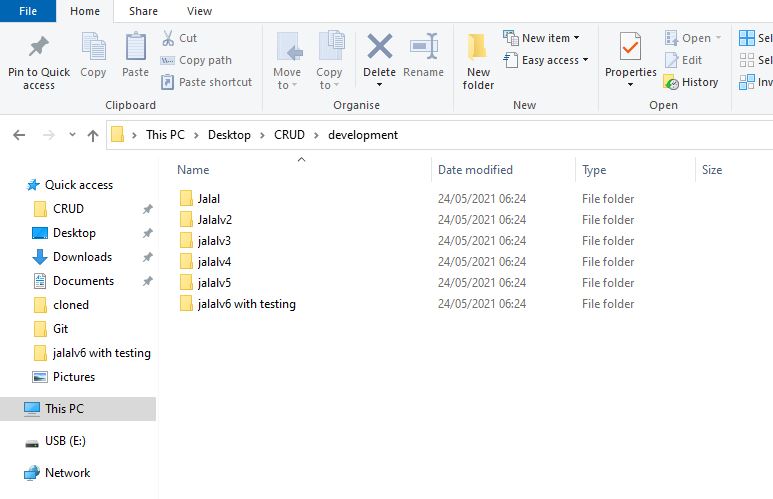 File Home Share View
Pin to Quick access
Copy
Paste
Cut
Copy path
Paste shortcut
Clipboard
Move to
Copy to
Delete
Rename
Organise
New folder
New item
Easy access
New
Properties
Open
Edit
History
Open
Sel
Sel
Inv
This PC > Desktop > CRUD > development
Name Date modified Type Size
Quick access
CRUD
Desktop
Downloads
Documents
cloned
Git
jalalv6 with testing
Pictures
This PC
USB (E:)
Network
Jalal 24/05/2021 06:24 File folder
Jalalv2 24/05/2021 06:24 File folder
jalalv3 24/05/2021 06:24 File folder
jalalv4 24/05/2021 06:24 File folder
jalalv5 24/05/2021 06:24 File folder
jalalv6 with testing 24/05/2021 06:24 File folder